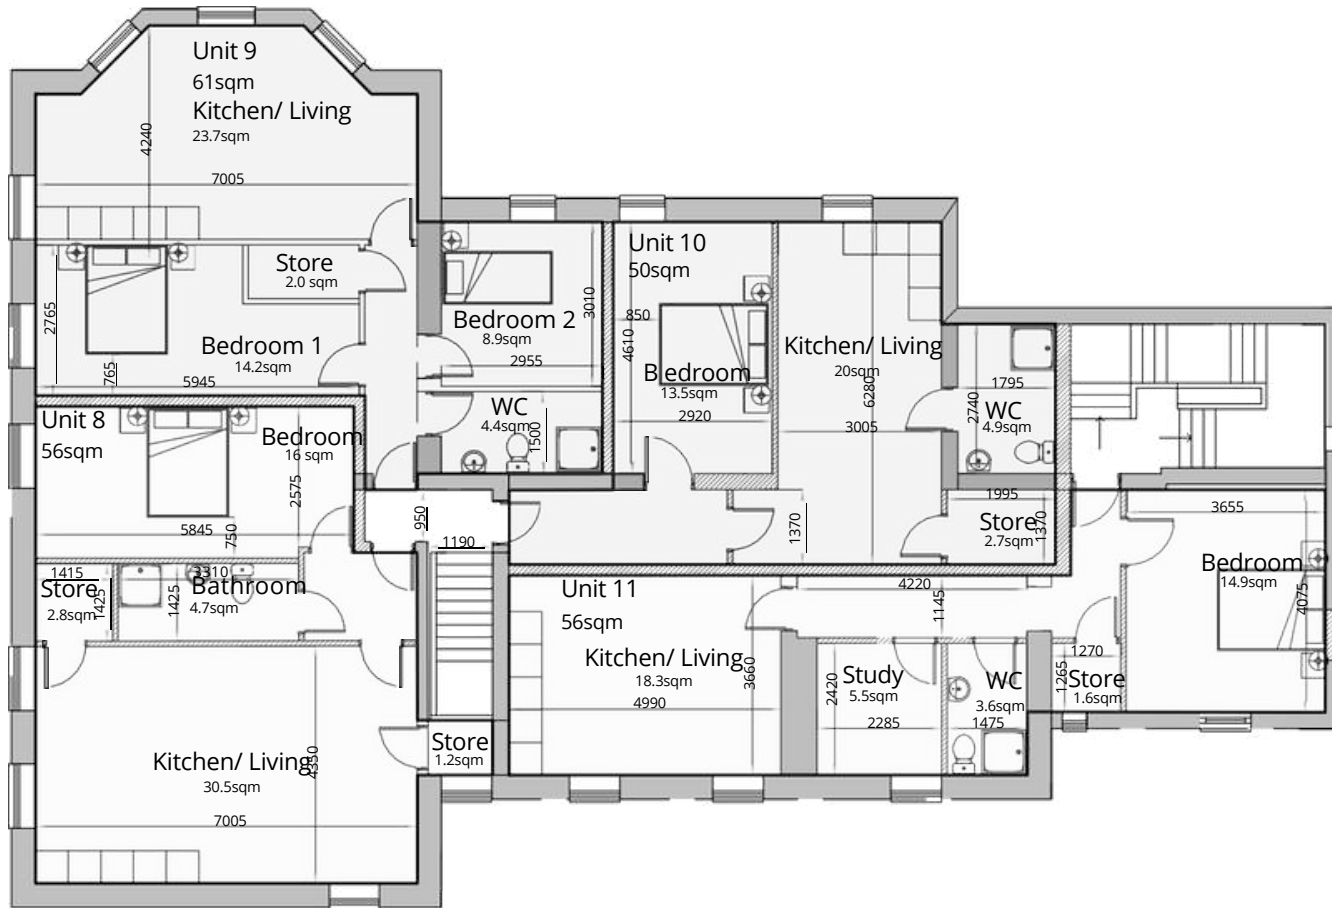 Unit 9
61sqm
Kitchen/ Living
23.7sqm
4240
7005
Store
2.0 sqm
2765
Bedroom 1
14.2sqm
765
5945
Bedroom 2
8.9sqm
3010
2955
WC
4.4sqm
1500
Unit 10
50sqm
850
4610
Bedroom
13.5sqm
2920
Kitchen/ Living
20sqm
6280
3005
1795
2740
WC
4.9sqm
Unit 8
56sqm
Bedroom
16 sqm
2575
5845
750
950
1190
1370
1995
Store
2.7sqm
1370
3655
Bedroom
14.9sqm
4075
1415
Store
2.8sqm
1425
3310
Bathroom
4.7sqm
1425
Unit 11
56sqm
4220
1145
Kitchen/ Living
18.3sqm
3660
4990
Study
5.5sqm
2420
2285
WC
3.6sqm
1475
1270
1265
Store
1.6sqm
Store
1.2sqm
Kitchen/ Living
30.5sqm
4350
7005